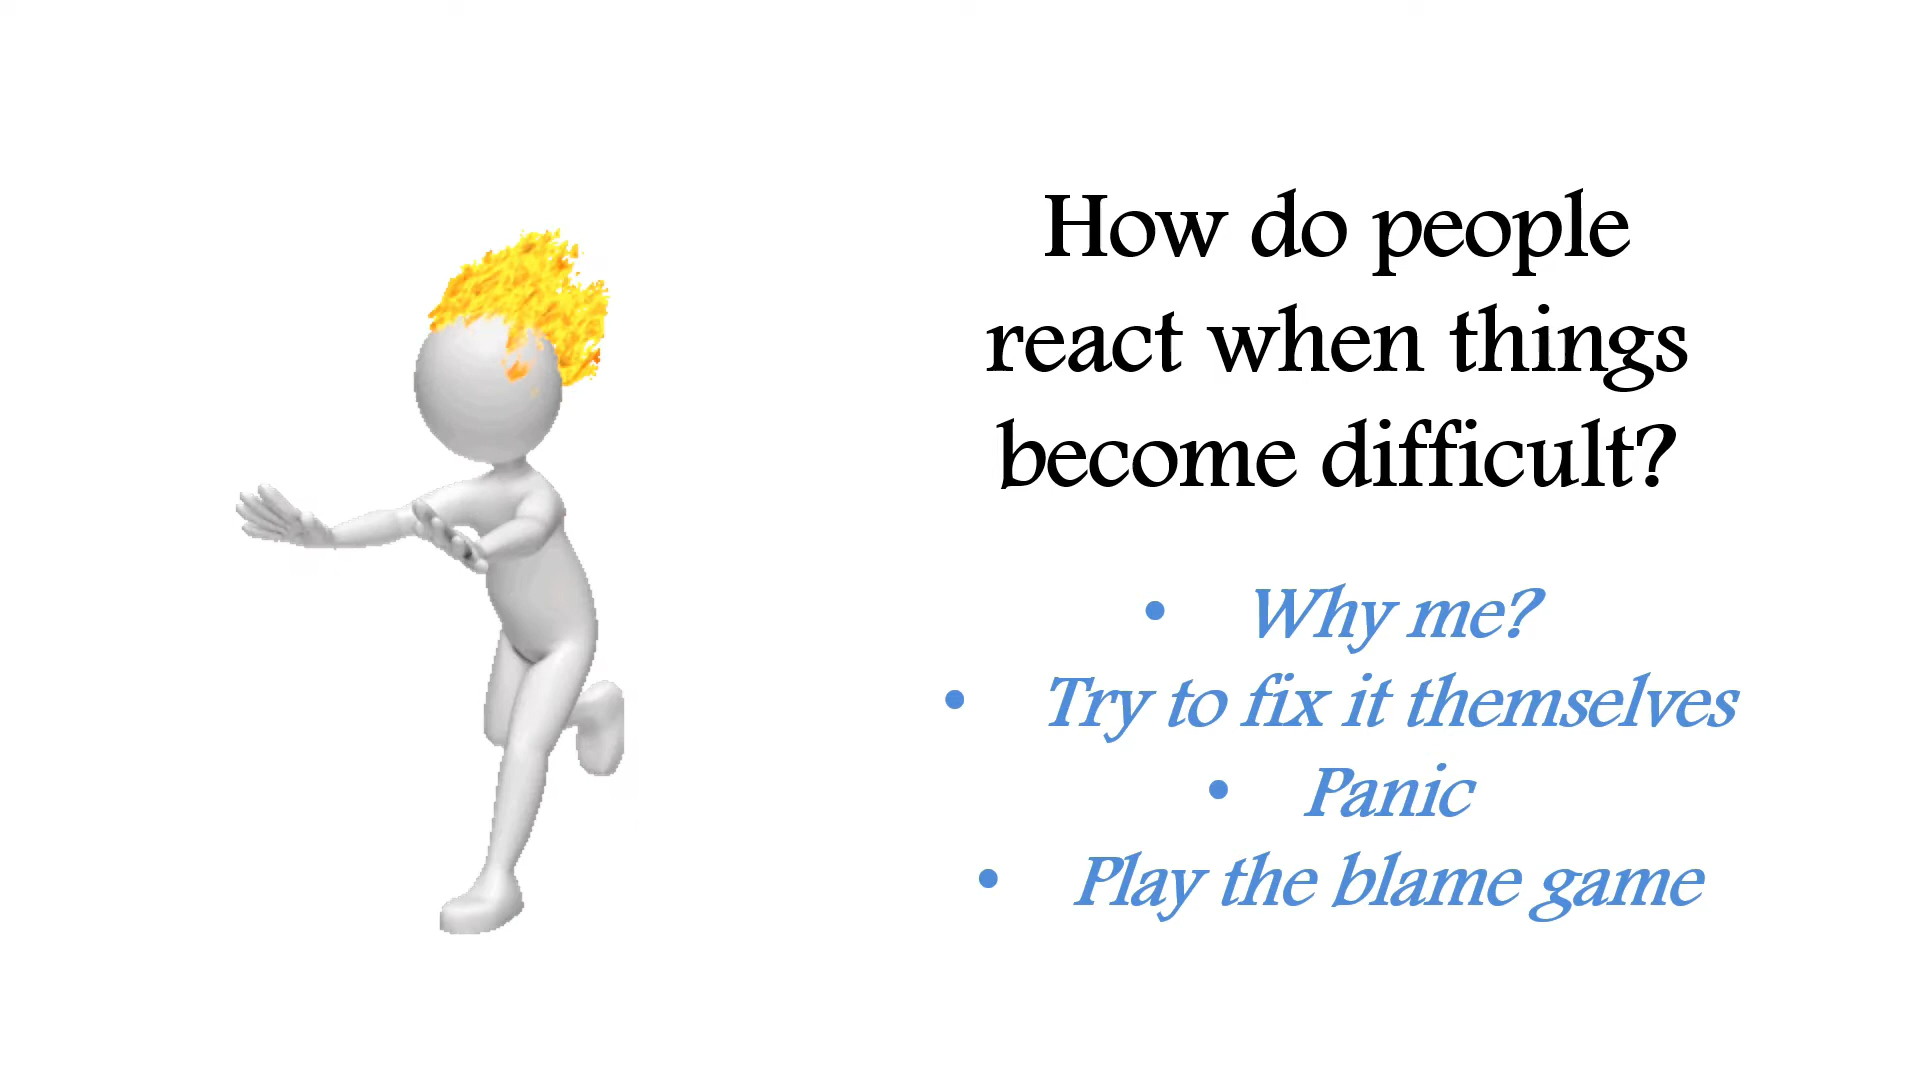 How do people
react when things
become difficult?
• Why me?
• Try to fix it themselves
• Panic
• Play the blame game